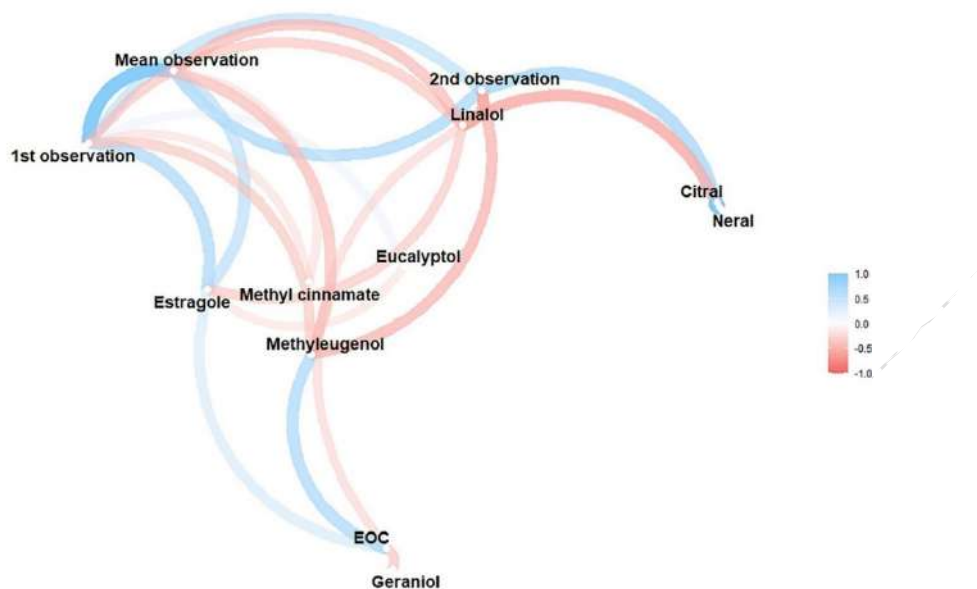 Mean observation
2nd observation
Linalol
1st observation
Citral
Neral
Eucalyptol
Methyl cinnamate
Estragole
Methyleugenol
1.0
0.5
0.0
-0.5
-1.0
EOC
Geraniol